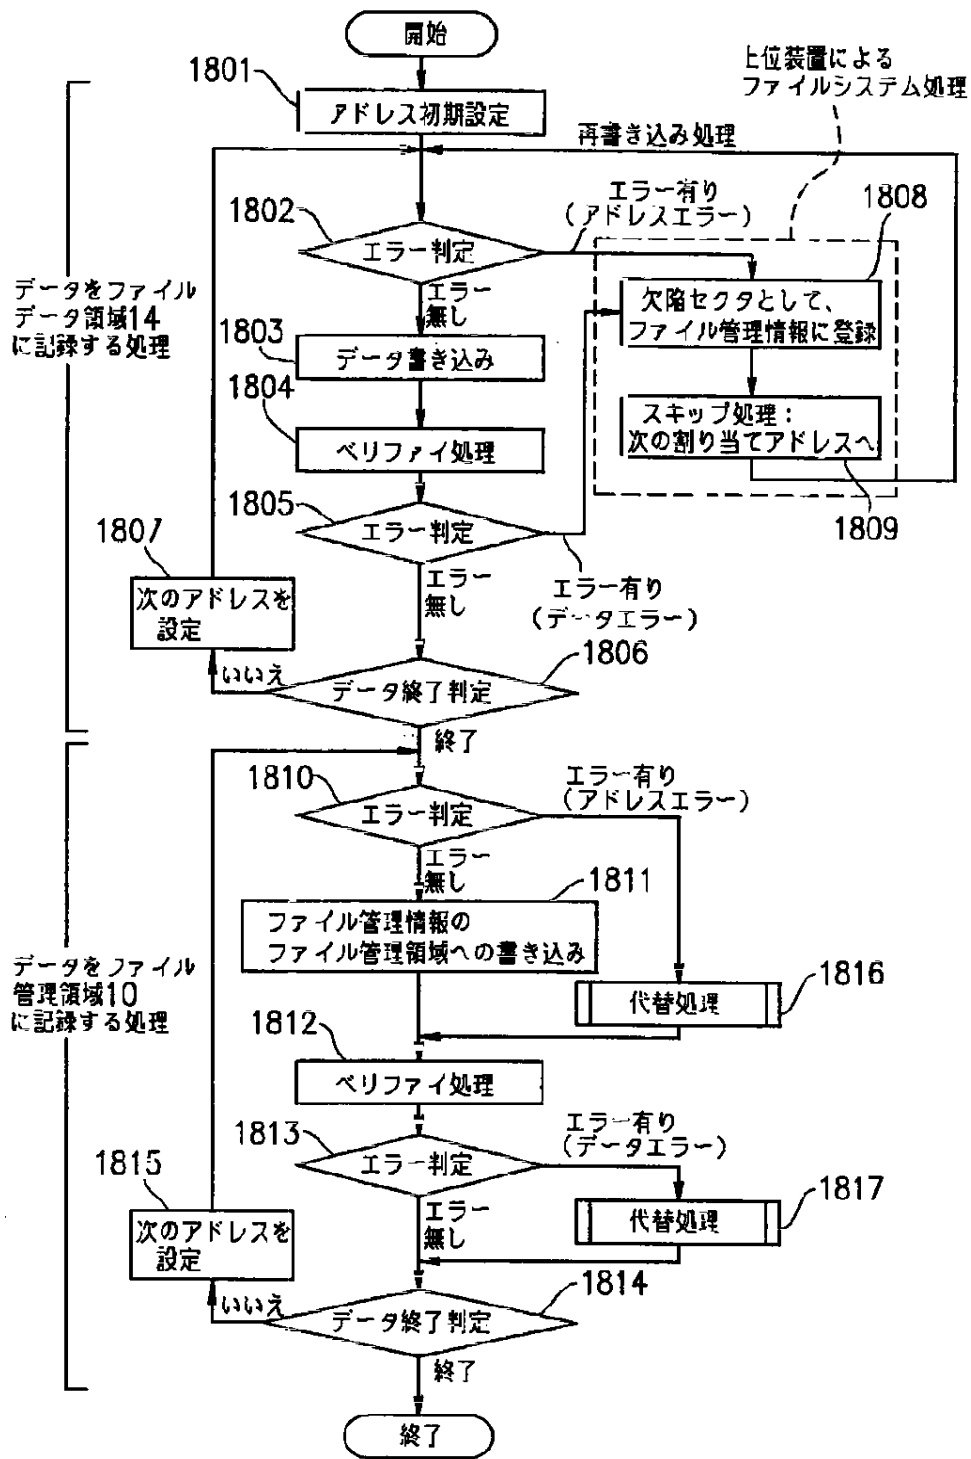 開始
1801
アドレス初期設定
上位装置による
ファイルシステム処理
再書き込み処理
エラー有り
(アドレスエラー)
1808
1802
エラー判定
エラー
無し
欠陥セクタとして、
ファイル管理情報に登録
データをファイル
データ領域14
に記録する処理
1803
データ書き込み
1804
ベリファイ処理
スキップ処理:
次の割り当てアドレスへ
1809
1805
エラー判定
エラー
無し
エラー有り
(データエラー)
1807
次のアドレスを
設定
いいえ
1806
データ終了判定
終了
1810
エラー判定
エラー有り
(アドレスエラー)
エラー
無し
1811
ファイル管理情報の
ファイル管理領域への書き込み
データをファイル
管理領域10
に記録する処理
1816
代替処理
1812
ベリファイ処理
1813
エラー判定
エラー有り
(データエラー)
エラー
無し
1817
代替処理
1815
次のアドレスを
設定
いいえ
1814
データ終了判定
終了
終了